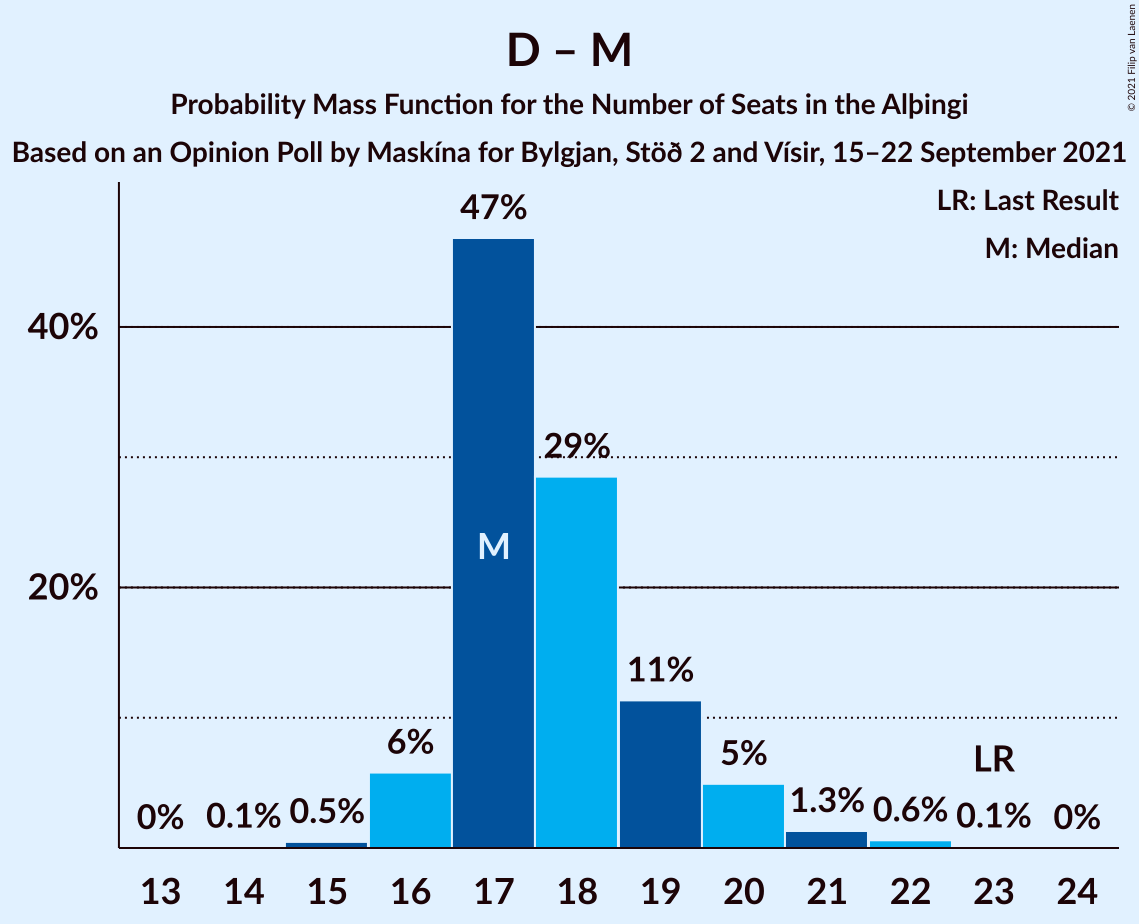 D – M
Probability Mass Function for the Number of Seats in the Alþingi
Based on an Opinion Poll by Maskína for Bylgjan, Stöð 2 and Vísir, 15–22 September 2021
© 2021 Filip van Laenen
LR: Last Result
M: Median
47%
40%
29%
M
20%
11%
6%
5%
LR
0% 0.1% 0.5% 1.3% 0.6% 0.1% 0%
13 14 15 16 17 18 19 20 21 22 23 24